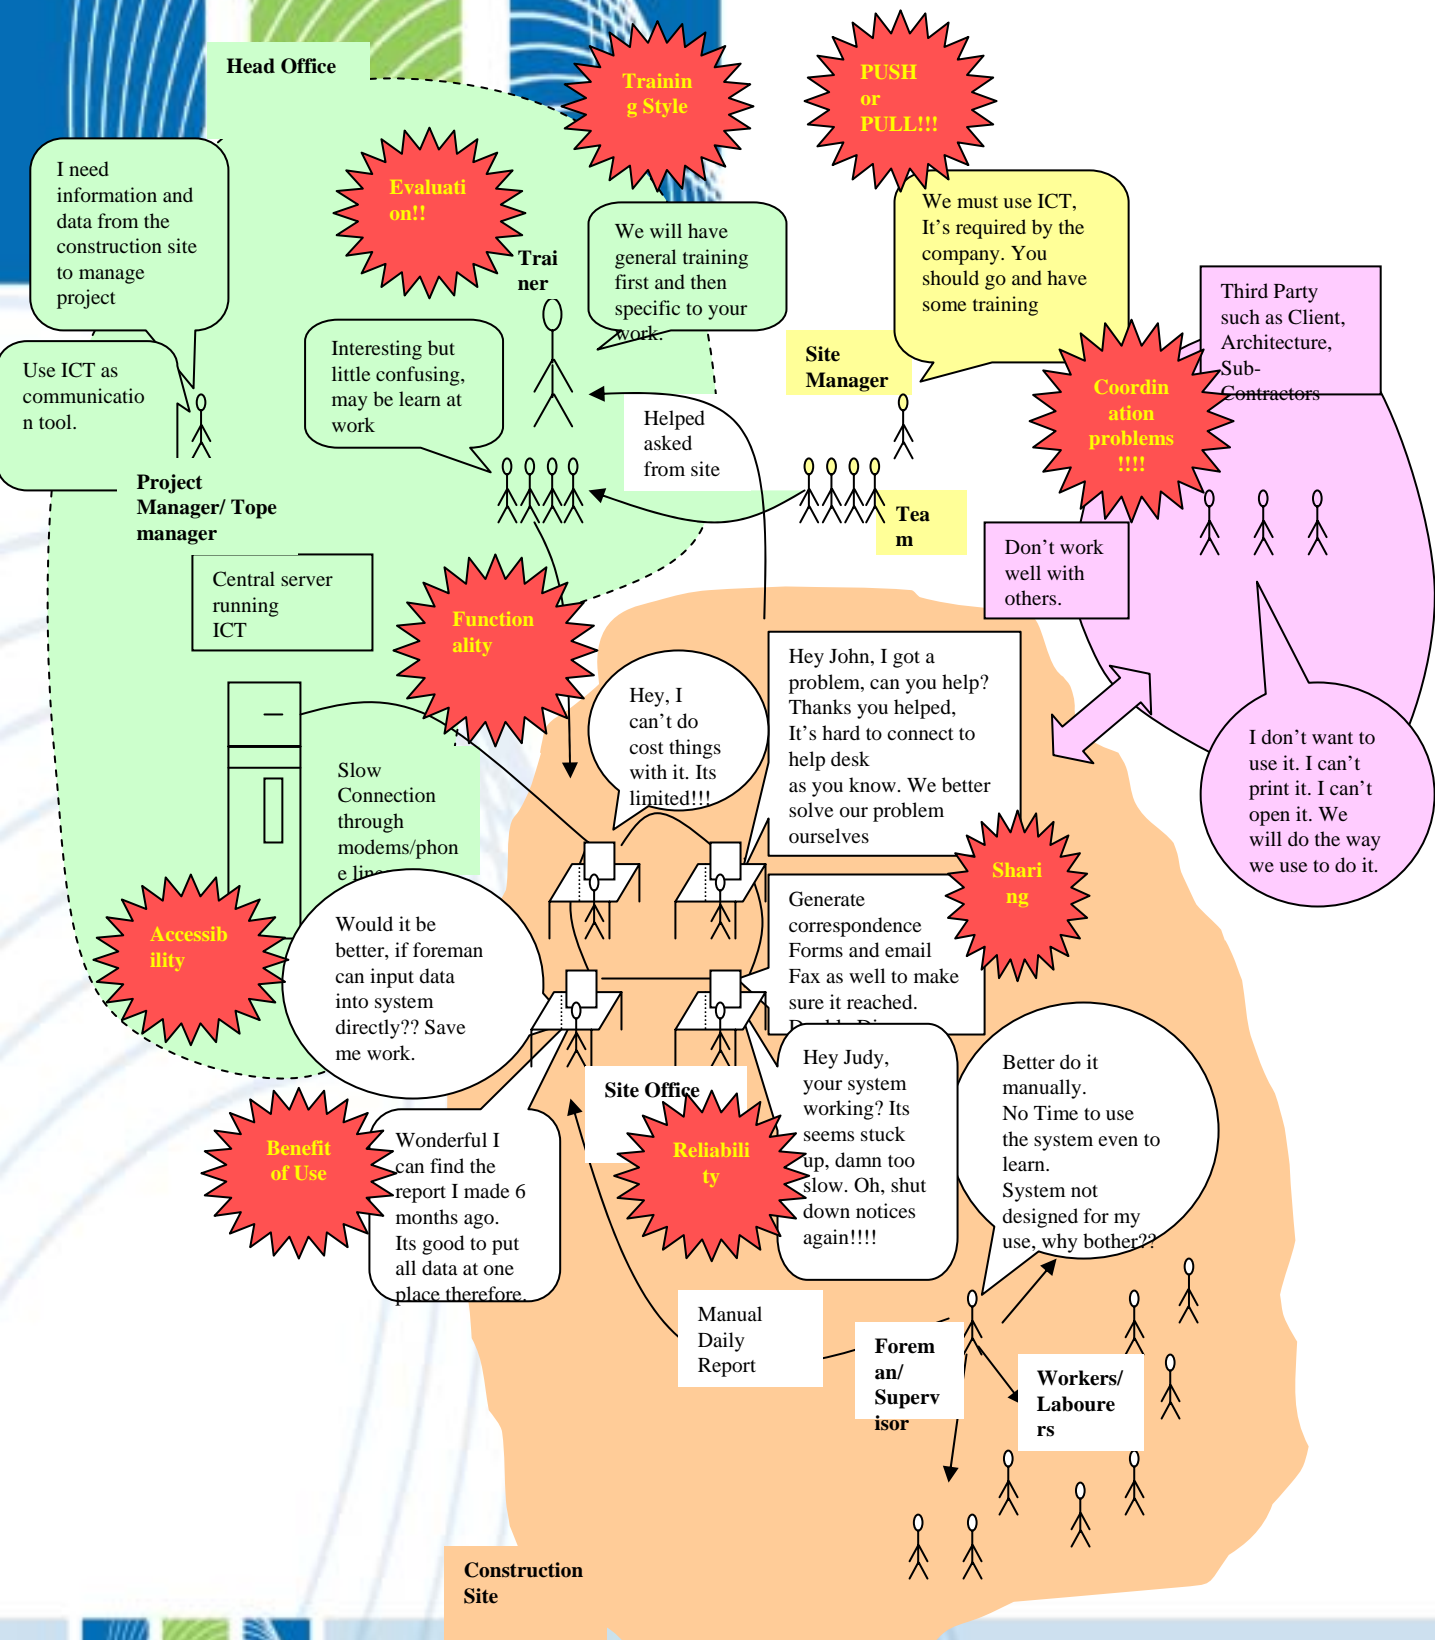 Head Office
Trainin
g Style
PUSH
or
PULL!!!
I need
information and
data from the
construction site
to manage
project
Evaluati
on!!
We must use ICT,
It's required by the
company. You
should go and have
some training
We will have
general training
first and then
specific to your
work.
Trai
ner
Third Party
such as Client,
Architecture,
Sub-
Contractors
Use ICT as
communicatio
n tool.
Interesting but
little confusing,
may be learn at
work
Site
Manager
Coordin
ation
problems
!!!!
Helped
asked
from site
Project
Manager/ Tope
manager
Tea
m
Don't work
well with
others.
Central server
running
ICT
Function
ality
Hey, I
can't do
cost things
with it. Its
limited!!!
Hey John, I got a
problem, can you help?
Thanks you helped,
It's hard to connect to
help desk
as you know. We better
solve our problem
ourselves
I don't want to
use it. I can't
print it. I can't
open it. We
will do the way
we use to do it.
Slow
Connection
through
modems/phon
e line
Shari
ng
Accessib
ility
Would it be
better, if foreman
can input data
into system
directly?? Save
me work.
Generate
correspondence
Forms and email
Fax as well to make
sure it reached.
Site Office
Hey Judy,
your system
working? Its
seems stuck
up, damn too
slow. Oh, shut
down notices
again!!!!
Better do it
manually.
No Time to use
the system even to
learn.
System not
designed for my
use, why bother??
Benefit
of Use
Wonderful I
can find the
report I made 6
months ago.
Its good to put
all data at one
place therefore.
Reliabili
ty
Manual
Daily
Report
Forem
an/
Superv
isor
Workers/
Laboure
rs
Construction
Site